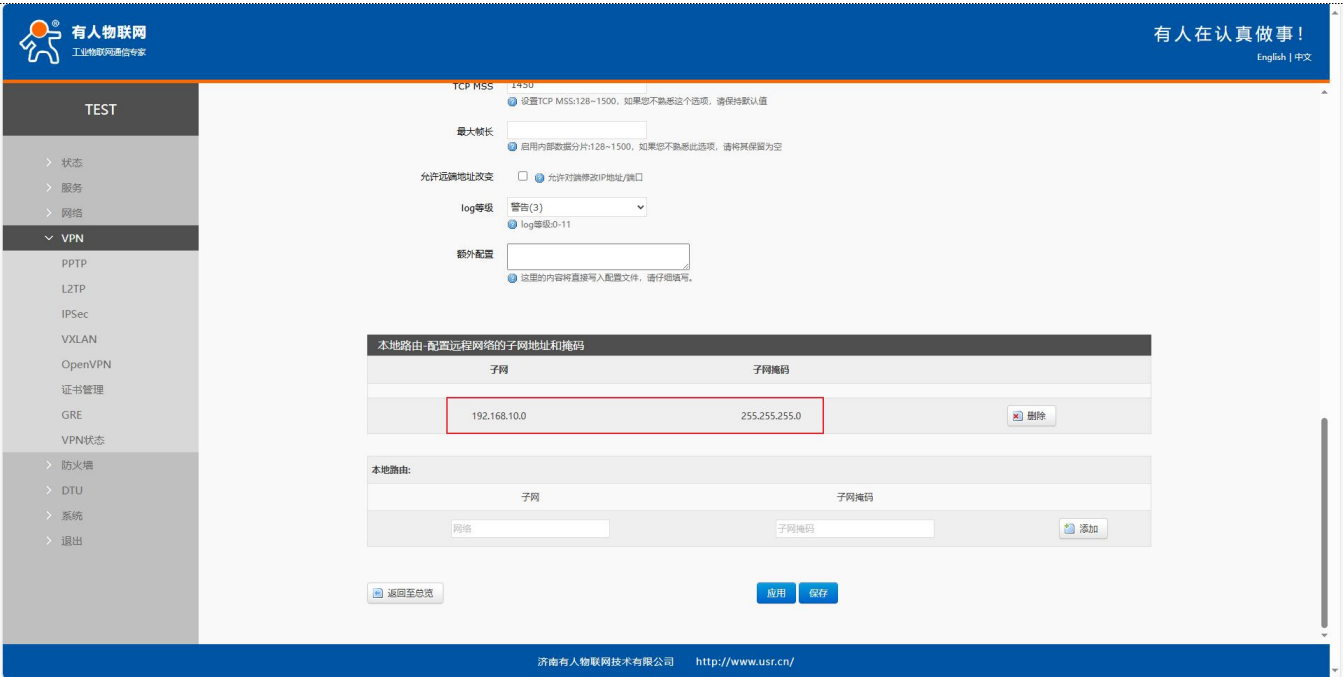 有人物联网
工业物联网通信专家
有人在认真做事！
English | 中文
TEST
状态
服务
网络
VPN
PPTP
L2TP
IPSec
VXLAN
OpenVPN
证书管理
GRE
VPN状态
防火墙
DTU
系统
退出
TCP MSS 1450
设置TCP MSS:128~1500，如果您不熟悉这个选项，请保持默认值
最大帧长
启用内部数据分片:128~1500，如果您不熟悉此选项，请将其保留为空
允许远端地址改变 允许对端修改IP地址/端口
log等级 警告(3)
log等级:0-11
额外配置
这里的内容将直接写入配置文件，请仔细填写。
本地路由-配置远程网络的子网地址和掩码
子网 子网掩码
192.168.10.0 255.255.255.0 删除
本地路由:
子网 子网掩码
网络 子网掩码 添加
返回至总览 应用 保存
济南有人物联网技术有限公司 http://www.usr.cn/